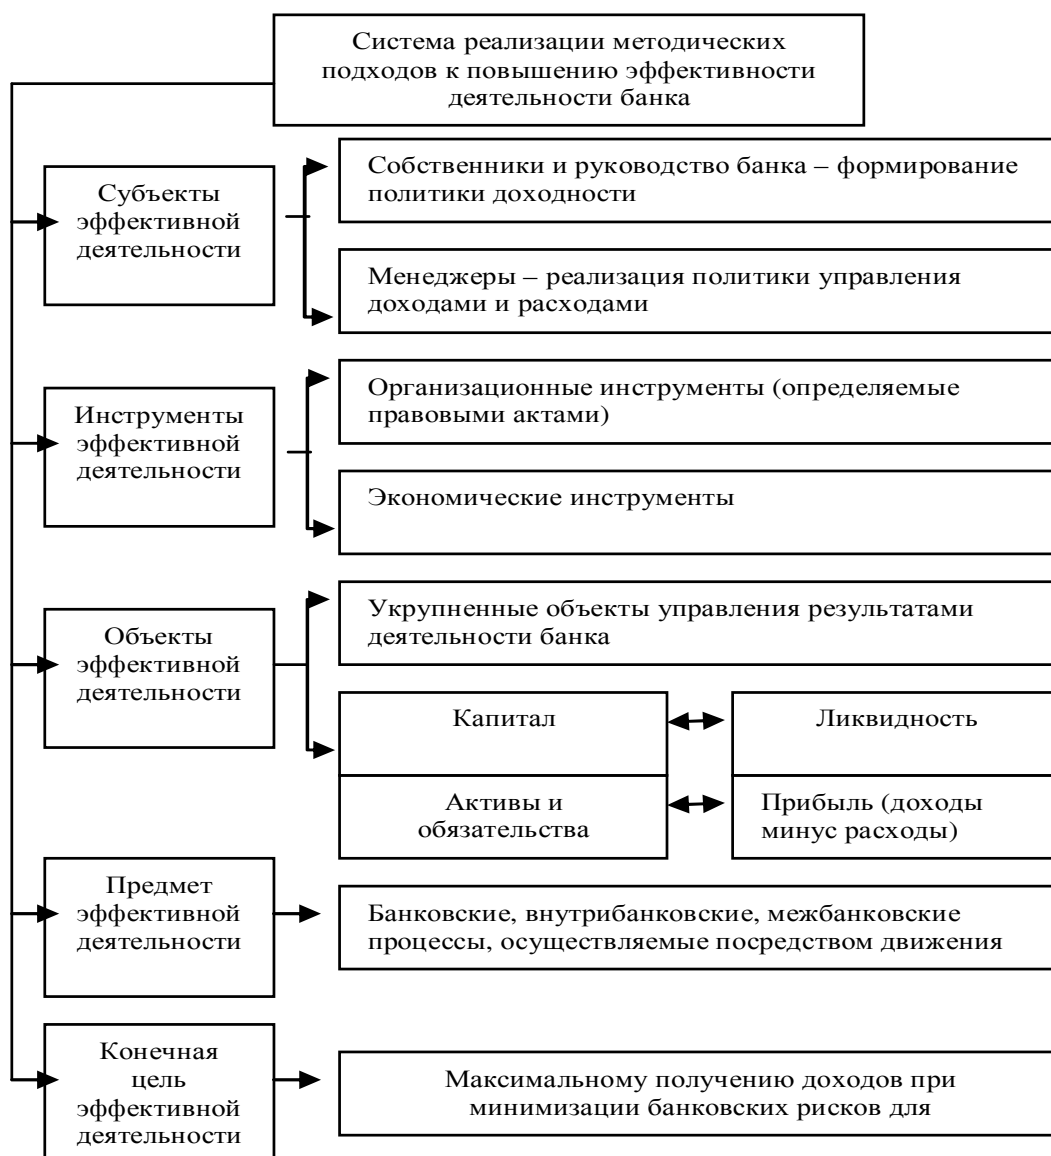 Система реализации методических
подходов к повышению эффективности
деятельности банка
Субъекты
эффективной
деятельности
Собственники и руководство банка – формирование
политики доходности
Менеджеры – реализация политики управления
доходами и расходами
Инструменты
эффективной
деятельности
Организационные инструменты (определяемые
правовыми актами)
Экономические инструменты
Объекты
эффективной
деятельности
Укрупненные объекты управления результатами
деятельности банка
Капитал
Ликвидность
Активы и
обязательства
Прибыль (доходы
минус расходы)
Предмет
эффективной
деятельности
Банковские, внутрибанковские, межбанковские
процессы, осуществляемые посредством движения
Конечная
цель
эффективной
деятельности
Максимальному получению доходов при
минимизации банковских рисков для